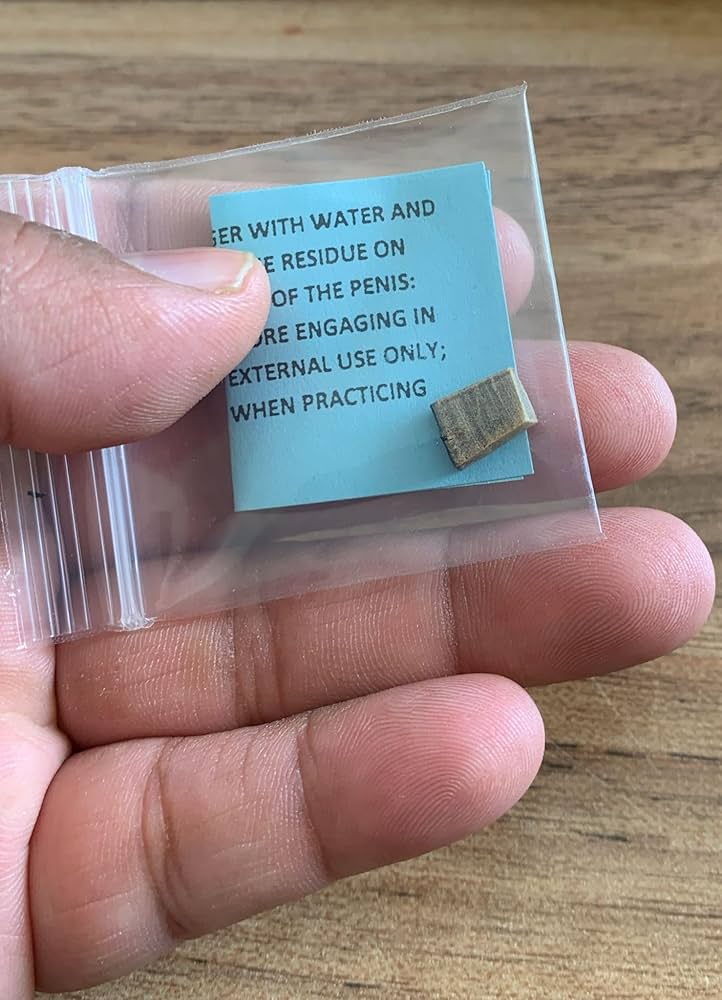 WITH WATER AND
RESIDUE ON
OF THE PENIS:
ENGAGING IN
EXTERNAL USE ONLY;
WHEN PRACTICING